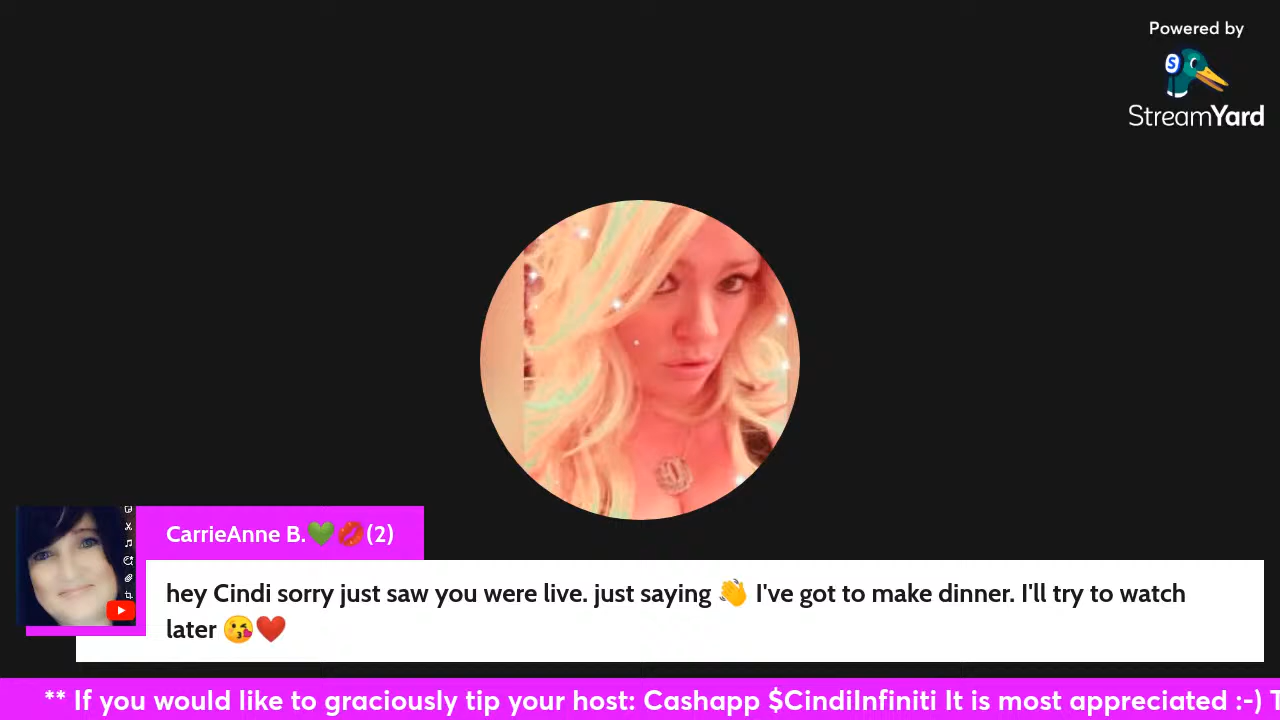 Powered by
S
StreamYard
CarrieAnne B.💚💋(2)
hey Cindi sorry just saw you were live. just saying 👋 I've got to make dinner. I'll try to watch
later 😘❤️
** If you would like to graciously tip your host: Cashapp $CindiInfiniti It is most appreciated :-) T